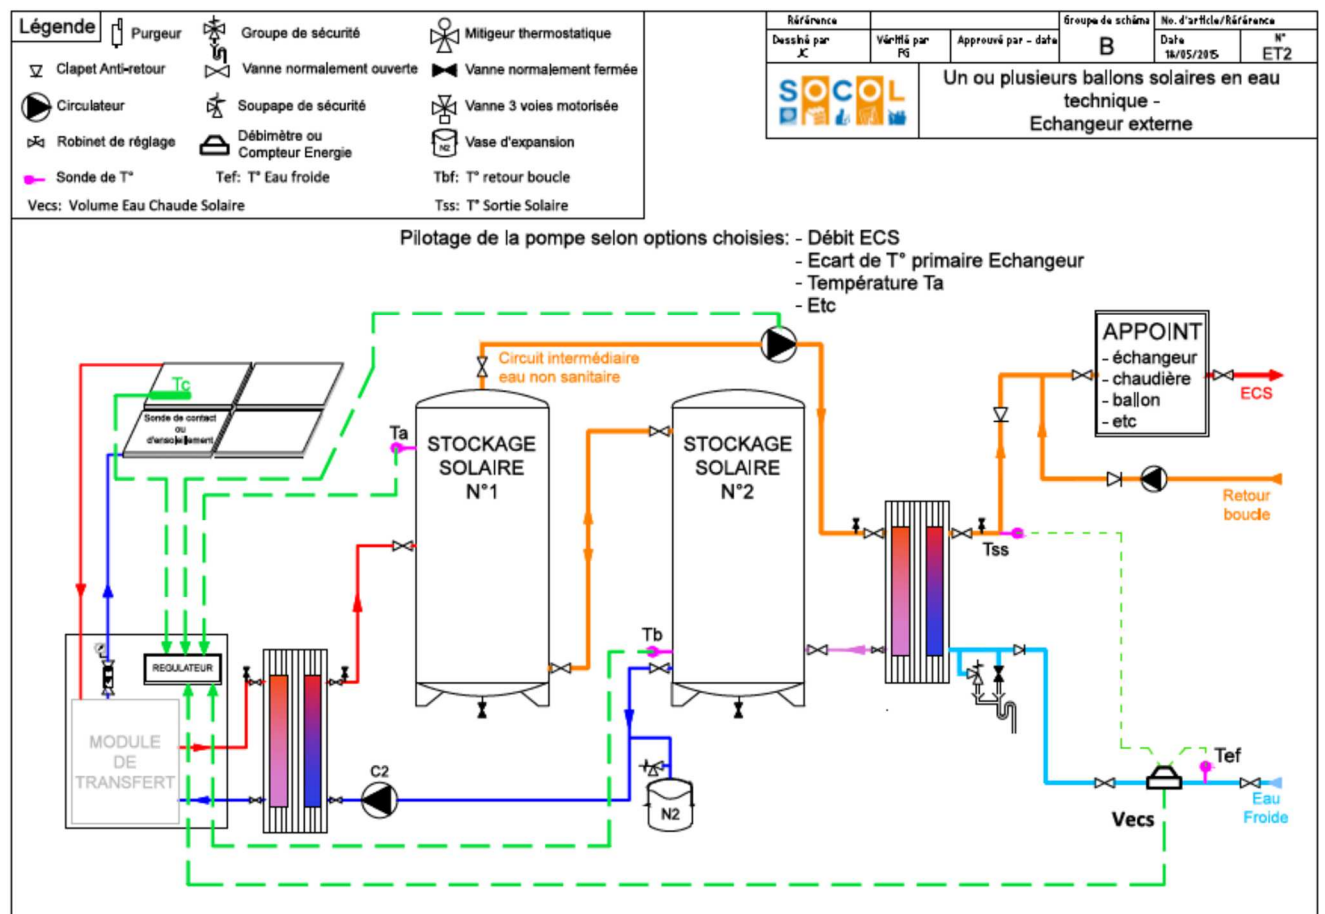 Légende
Purgeur
Groupe de sécurité
Mitigeur thermostatique
Clapet Anti-retour
Vanne normalement ouverte
Vanne normalement fermée
Circulateur
Soupape de sécurité
Vanne 3 voies motorisée
Robinet de réglage
Débimètre ou
Compteur Energie
N2
Vase d'expansion
Sonde de T°
Tef: T° Eau froide
Tbf: T° retour boucle
Vecs: Volume Eau Chaude Solaire
Tss: T° Sortie Solaire
Référence
Groupe de schéma
No. d'article/Référence
Dessiné par
JC
Vérifié par
PG
Approuvé par - date
B
Date
N°
ET2
SOCOL
Un ou plusieurs ballons solaires en eau
technique -
Echangeur externe
Pilotage de la pompe selon options choisies: - Débit ECS
- Ecart de T° primaire Echangeur
- Température Ta
- Etc
Circuit intermédiaire
eau non sanitaire
APPOINT
- échangeur
- chaudière
- ballon
- etc
ECS
Tc
Sonde de contact
ou
d'ensoleillement
Ta
STOCKAGE
SOLAIRE
N°1
STOCKAGE
SOLAIRE
N°2
Retour
boucle
Tss
Tb
REGULATEUR
MODULE
DE
TRANSFERT
C2
N2
Tef
Vecs
Eau
Froide